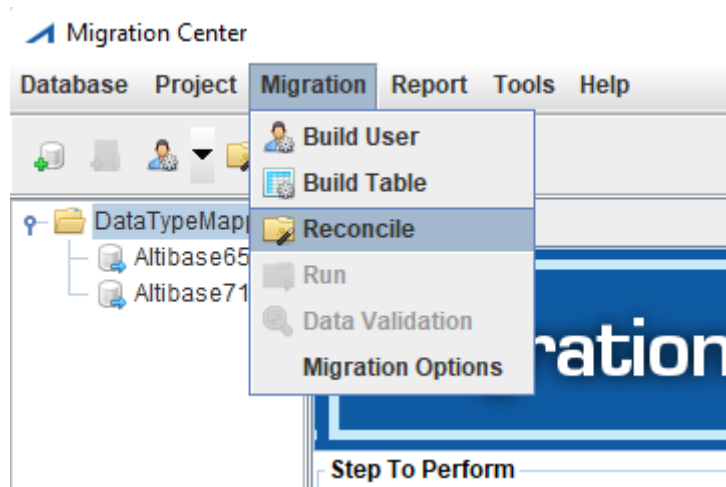 Migration Center
Database Project Migration Report Tools Help
Build User
Build Table
DataTypeMap
Reconcile
Altibase65
Run
Altibase71
Data Validation
ration
Migration Options
Step To Perform